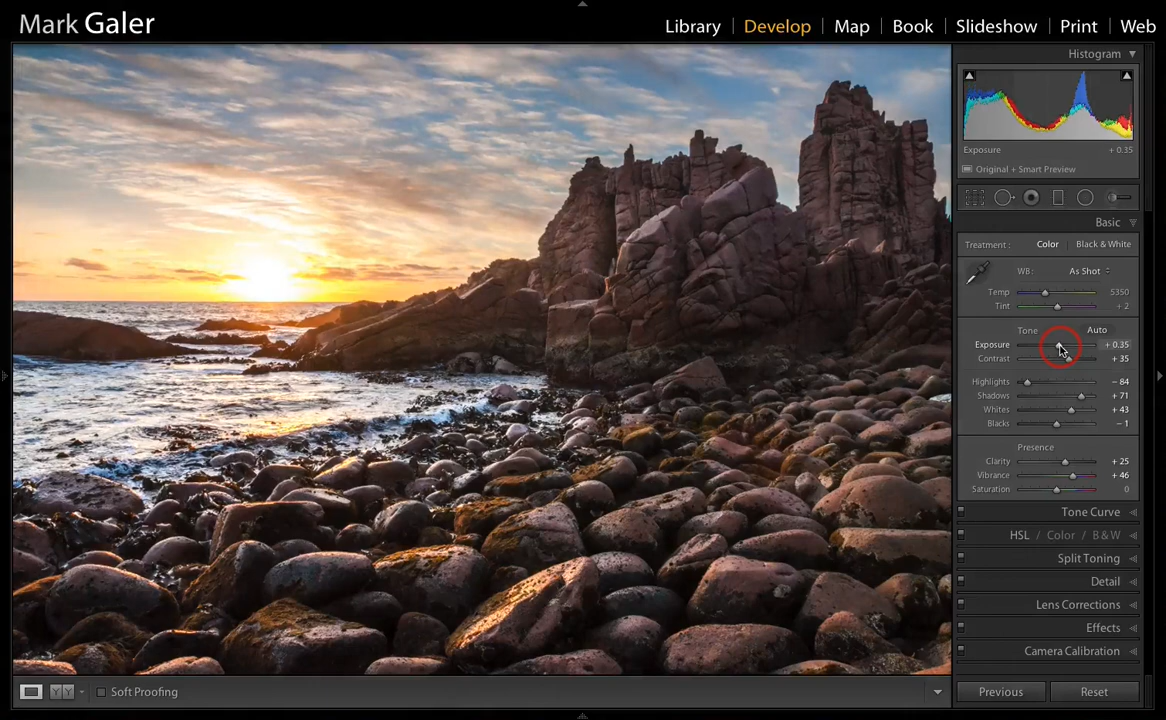 Mark Galer
Library | Develop | Map | Book | Slideshow | Print | Web
Histogram
Exposure + 0.35
Original + Smart Preview
Basic
Treatment : Color | Black & White
WB : As Shot
Temp 5350
Tint + 2
Tone Auto
Exposure + 0.35
Contrast + 35
Highlights − 84
Shadows + 71
Whites + 43
Blacks − 1
Presence
Clarity + 25
Vibrance + 46
Saturation 0
Tone Curve
HSL / Color / B & W
Split Toning
Detail
Lens Corrections
Effects
Camera Calibration
Y Y Soft Proofing Previous Reset